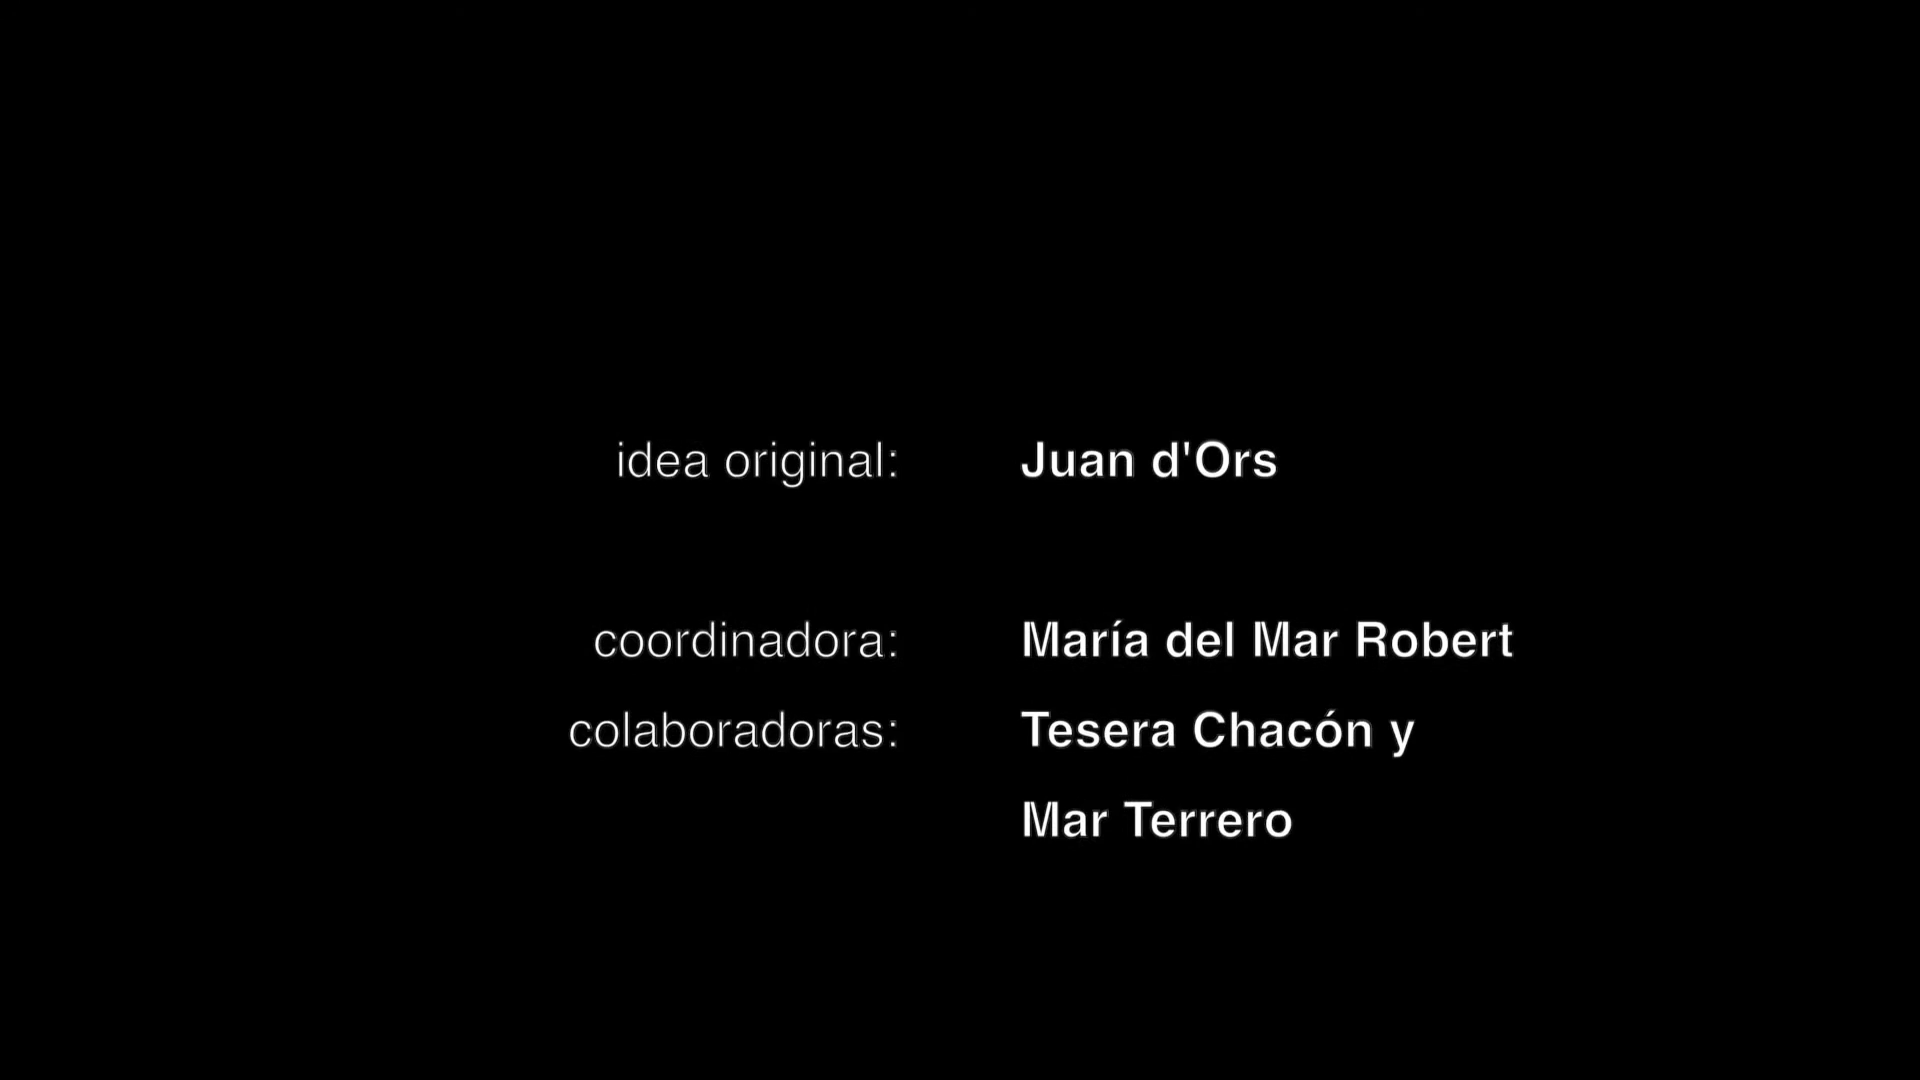 idea original: Juan d'Ors
coordinadora: María del Mar Robert
colaboradoras: Tesera Chacón y
Mar Terrero